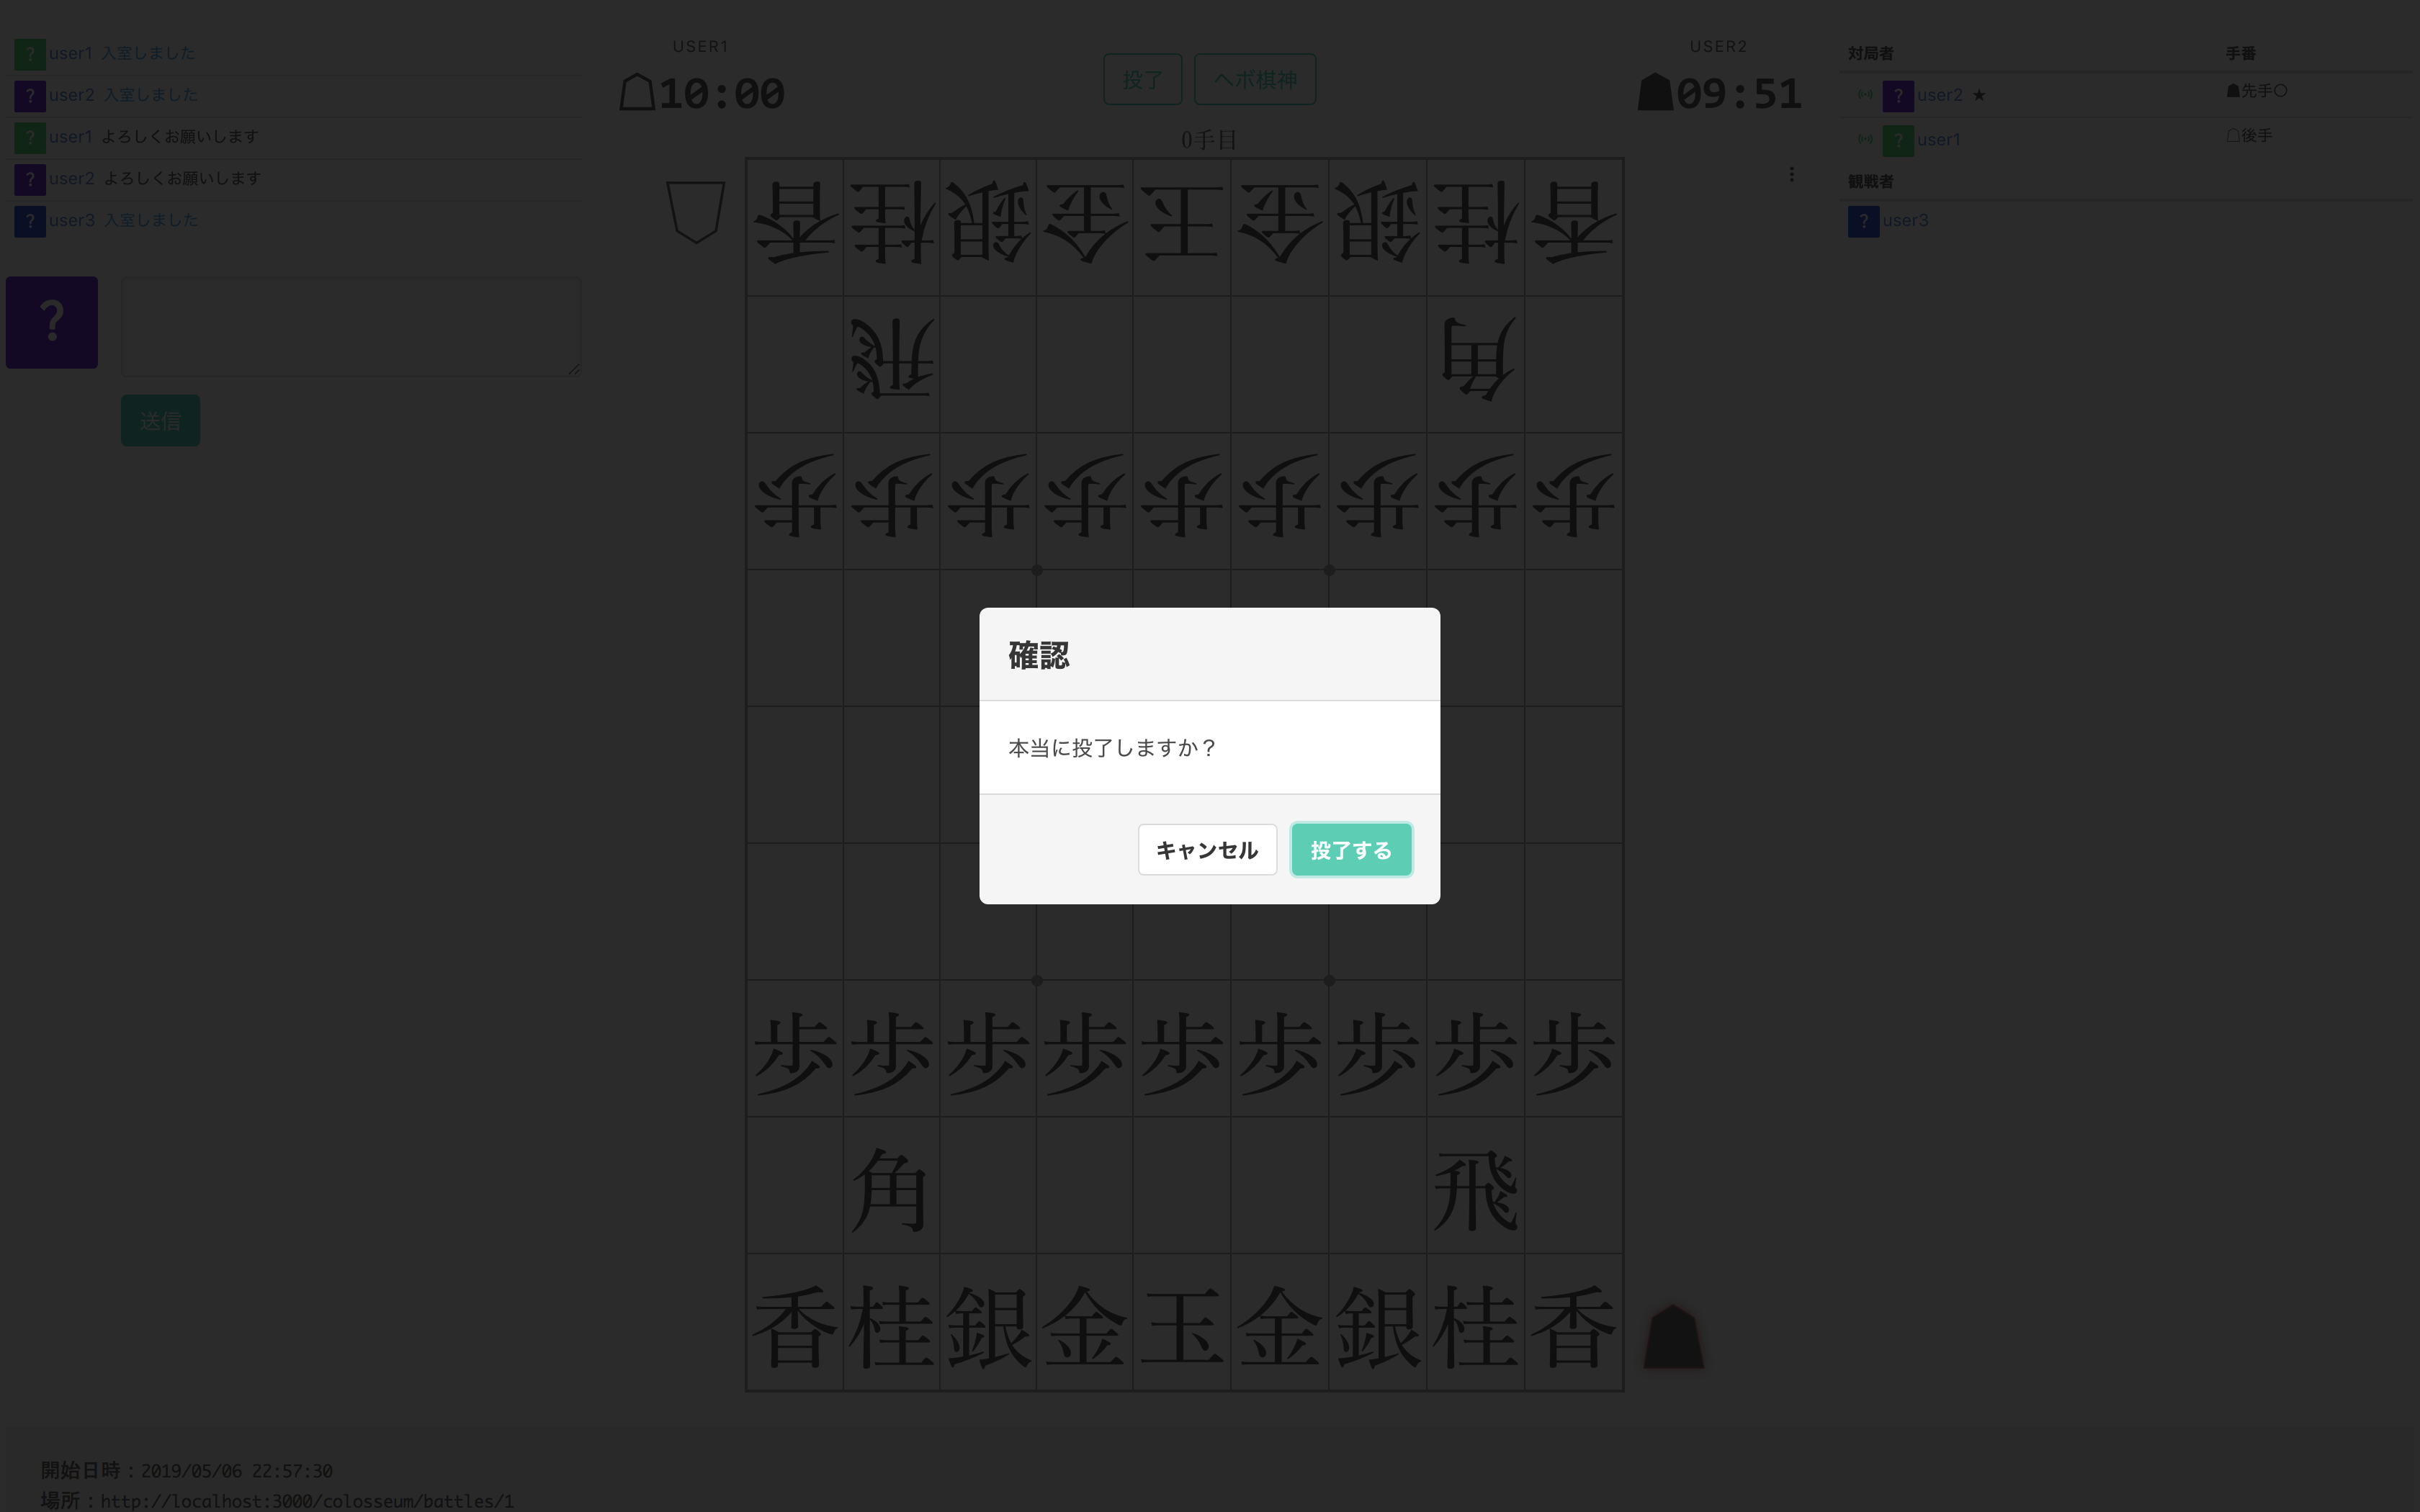 ? user1 入室しました
? user2 入室しました
? user1 よろしくお願いします
? user2 よろしくお願いします
? user3 入室しました
?
送信
USER1
10:00
投了 ヘボ棋神
0手目
USER2
09:51
対局者 手番
? user2 ★ 先手○
? user1 後手
観戦者
? user3
香 桂 銀 金 王 金 銀 桂 香
飛 角
歩 歩 歩 歩 歩 歩 歩 歩 歩
確認
本当に投了しますか？
キャンセル 投了する
歩 歩 歩 歩 歩 歩 歩 歩 歩
角 飛
香 桂 銀 金 玉 金 銀 桂 香
開始日時：2019/05/06 22:57:30
場所：http://localhost:3000/colosseum/battles/1